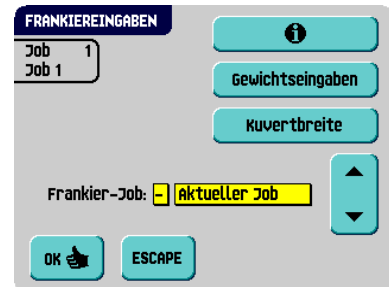 FRANKIEREINGABEN
Job 1
Job 1
i
Gewichtseingaben
Kuvertbreite
Frankier-Job: - Aktueller Job
OK
ESCAPE